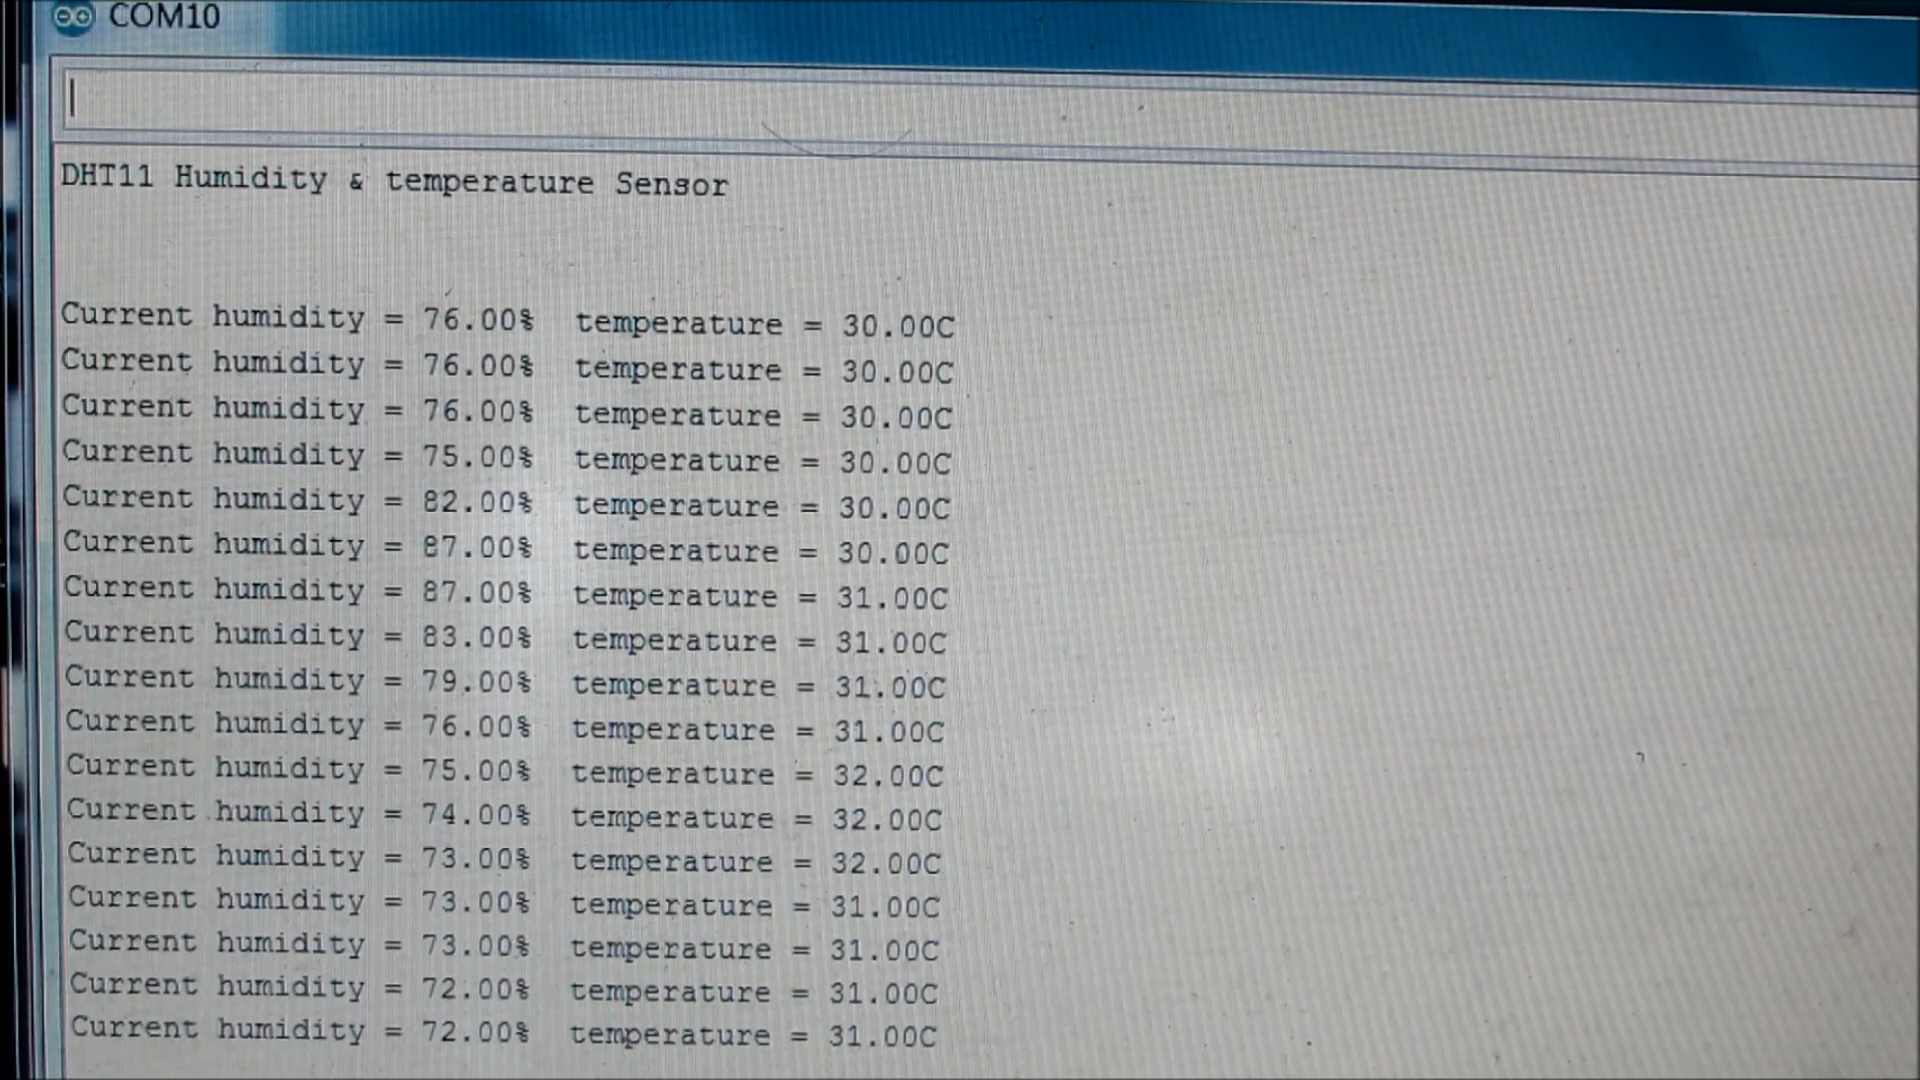 COM10
DHT11 Humidity & temperature Sensor
Current humidity = 76.00%  temperature = 30.00C
Current humidity = 76.00%  temperature = 30.00C
Current humidity = 76.00%  temperature = 30.00C
Current humidity = 75.00%  temperature = 30.00C
Current humidity = 82.00%  temperature = 30.00C
Current humidity = 87.00%  temperature = 30.00C
Current humidity = 87.00%  temperature = 31.00C
Current humidity = 83.00%  temperature = 31.00C
Current humidity = 79.00%  temperature = 31.00C
Current humidity = 76.00%  temperature = 31.00C
Current humidity = 75.00%  temperature = 32.00C
Current humidity = 74.00%  temperature = 32.00C
Current humidity = 73.00%  temperature = 32.00C
Current humidity = 73.00%  temperature = 31.00C
Current humidity = 73.00%  temperature = 31.00C
Current humidity = 72.00%  temperature = 31.00C
Current humidity = 72.00%  temperature = 31.00C